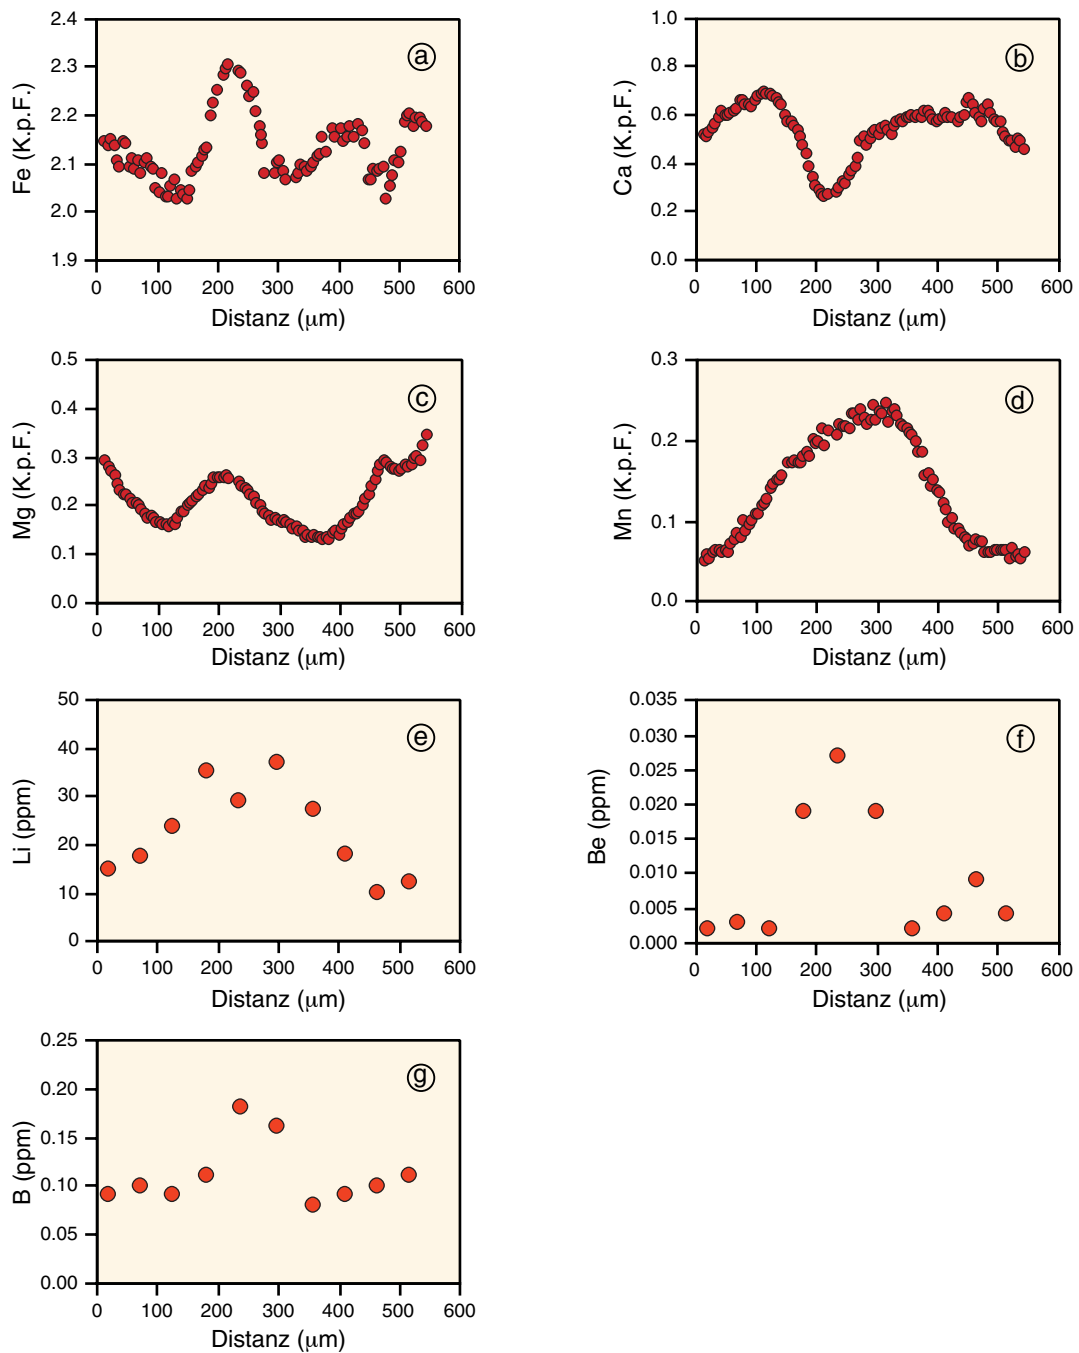 2.4
2.3
2.2
2.1
2.0
1.9
Fe (K.p.F.)
a
0 100 200 300 400 500 600
Distanz (μm)
1.0
0.8
0.6
0.4
0.2
0.0
Ca (K.p.F.)
b
0 100 200 300 400 500 600
Distanz (μm)
0.5
0.4
0.3
0.2
0.1
0.0
Mg (K.p.F.)
c
0 100 200 300 400 500 600
Distanz (μm)
0.3
0.2
0.1
0.0
Mn (K.p.F.)
d
0 100 200 300 400 500 600
Distanz (μm)
50
40
30
20
10
0
Li (ppm)
e
0 100 200 300 400 500 600
Distanz (μm)
0.035
0.030
0.025
0.020
0.015
0.010
0.005
0.000
Be (ppm)
f
0 100 200 300 400 500 600
Distanz (μm)
0.25
0.20
0.15
0.10
0.05
0.00
B (ppm)
g
0 100 200 300 400 500 600
Distanz (μm)